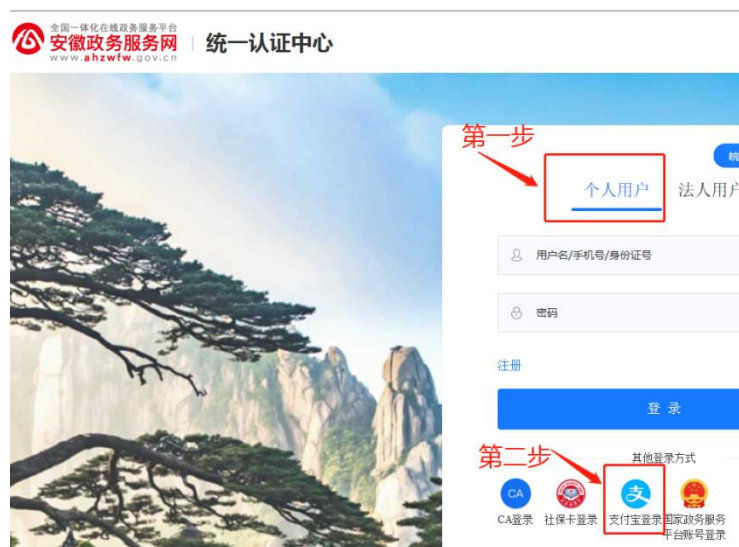 全国一体化在线政务服务平台
安徽政务服务网
www.ahzwfw.gov.cn
统一认证中心
第一步
皖
个人用户
法人用户
用户名/手机号/身份证号
密码
注册
登 录
第二步
其他登录方式
CA
支
CA登录
社保卡登录
支付宝登录
国家政务服务
平台账号登录